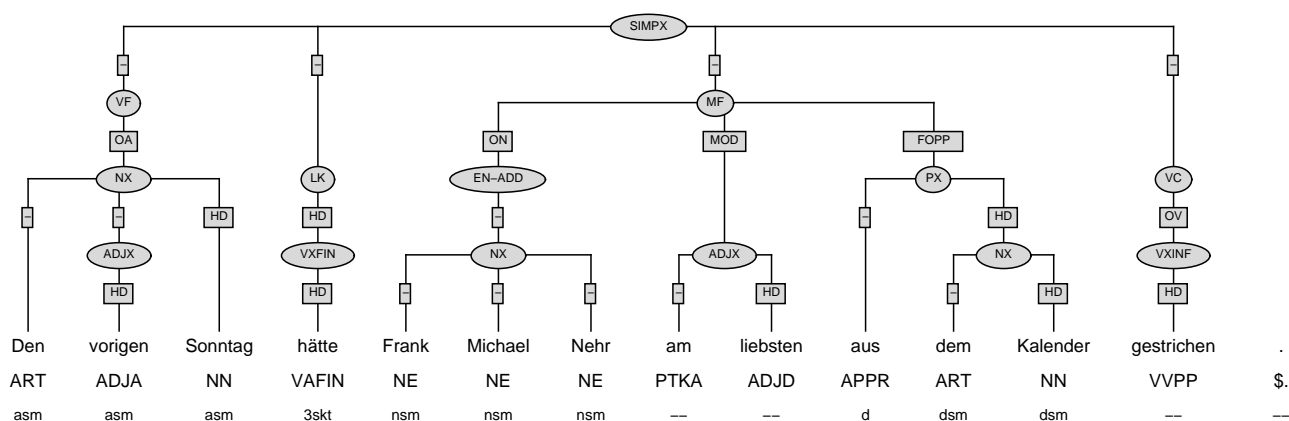 SIMPX
– – – –
VF MF
OA ON MOD FOPP
NX LK EN–ADD PX VC
– – HD HD – – HD OV
ADJX VXFIN NX ADJX NX VXINF
HD HD – – – – HD – HD HD
Den vorigen Sonntag hätte Frank Michael Nehr am liebsten aus dem Kalender gestrichen .
ART ADJA NN VAFIN NE NE NE PTKA ADJD APPR ART NN VVPP $.
asm asm asm 3skt nsm nsm nsm –– –– d dsm dsm –– ––